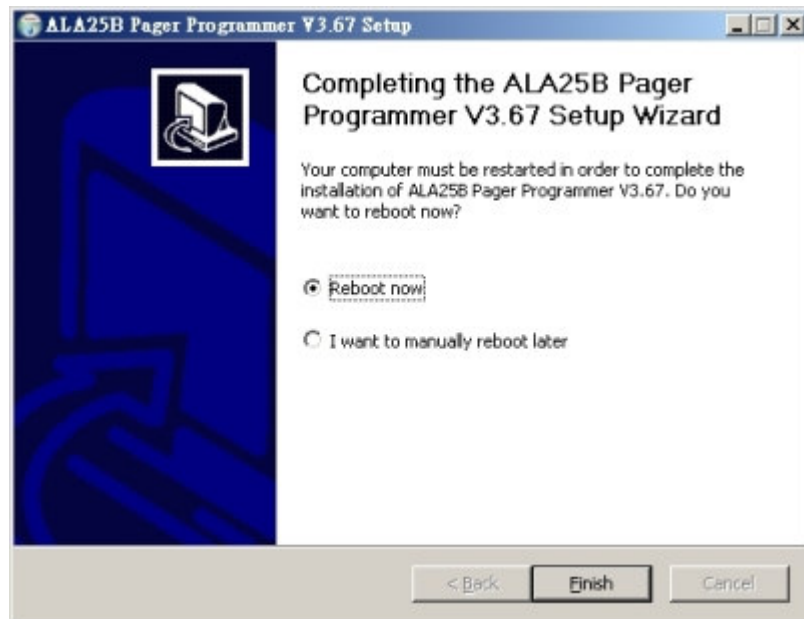 ALA25B Pager Programmer V3.67 Setup
Completing the ALA25B Pager
Programmer V3.67 Setup Wizard
Your computer must be restarted in order to complete the
installation of ALA25B Pager Programmer V3.67. Do you
want to reboot now?
Reboot now
I want to manually reboot later
< Back
Finish
Cancel